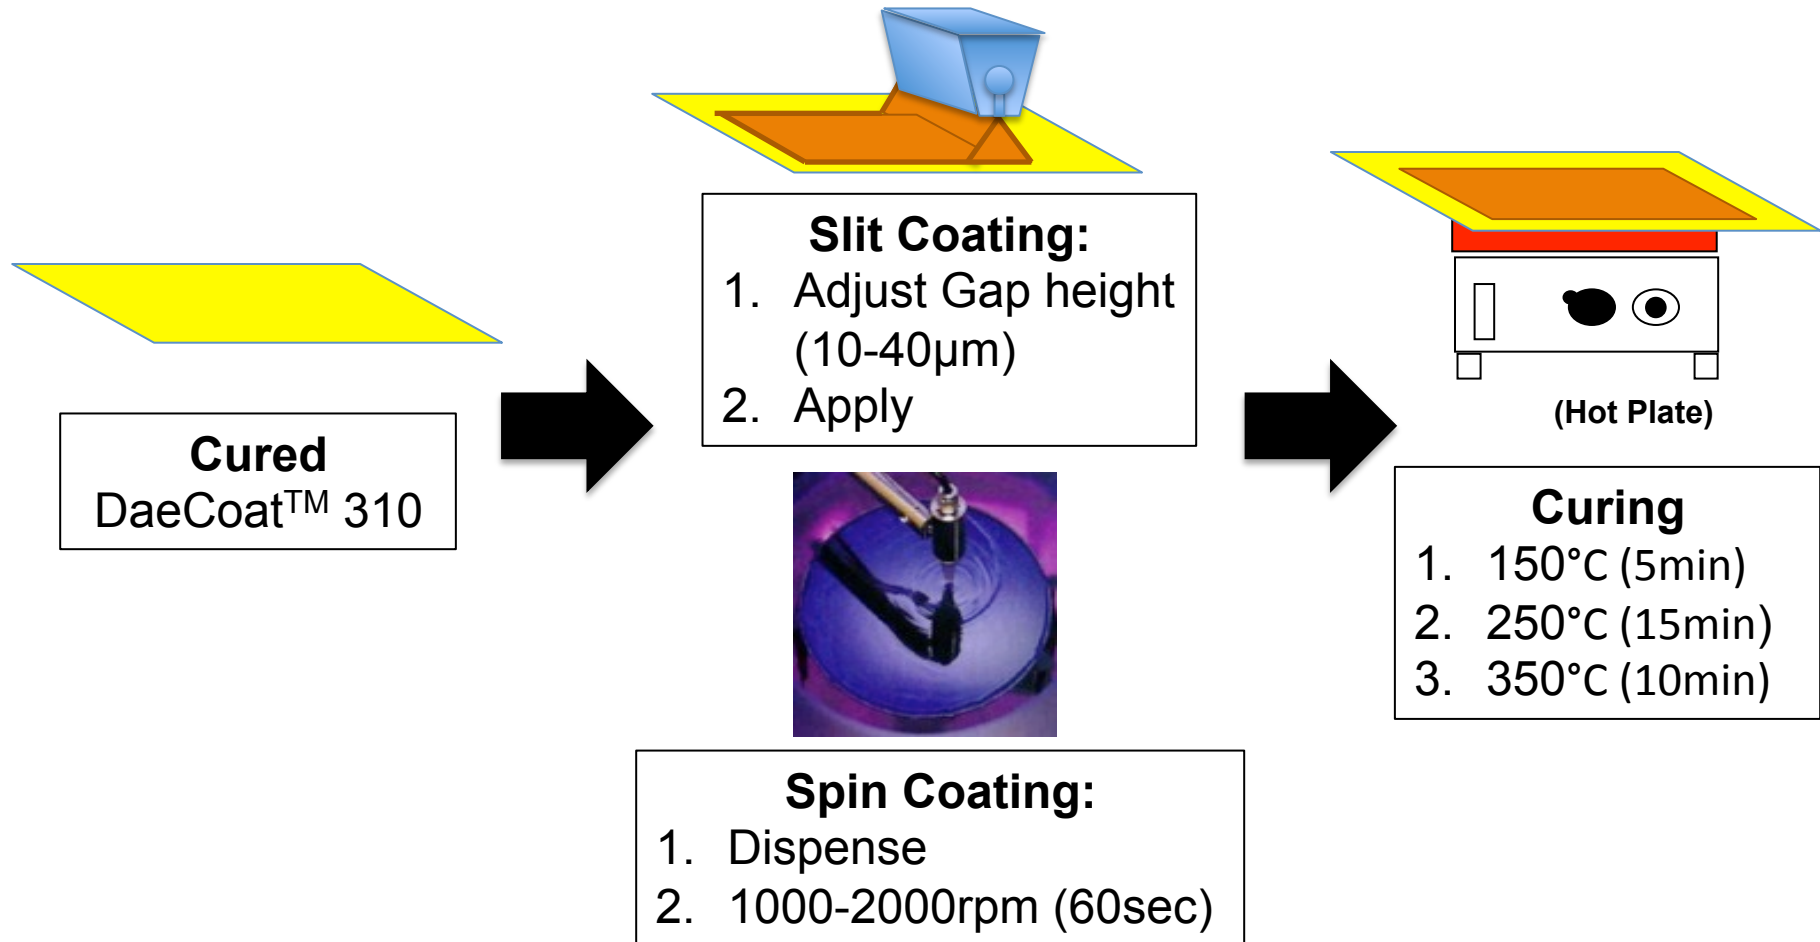 Cured
DaeCoat™ 310
Slit Coating:
1. Adjust Gap height
(10-40µm)
2. Apply
Spin Coating:
1. Dispense
2. 1000-2000rpm (60sec)
(Hot Plate)
Curing
1. 150°C (5min)
2. 250°C (15min)
3. 350°C (10min)